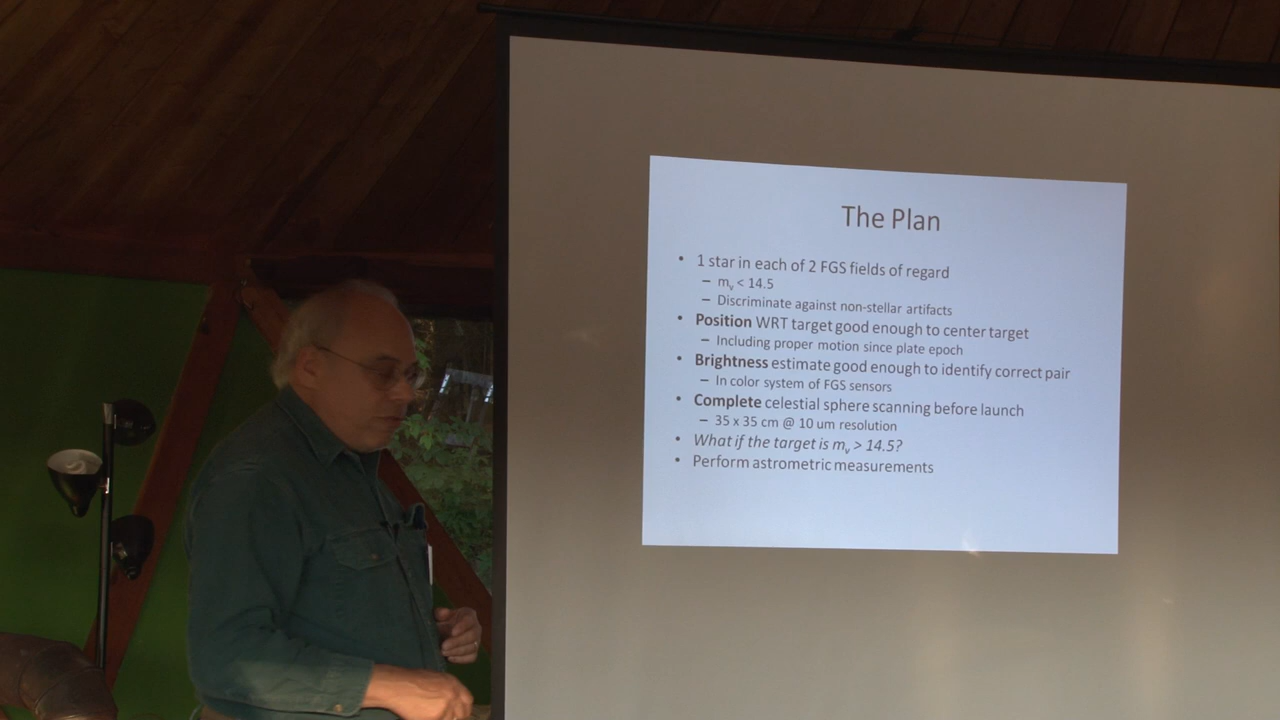 The Plan
• 1 star in each of 2 FGS fields of regard
– mv < 14.5
– Discriminate against non-stellar artifacts
• Position WRT target good enough to center target
– Including proper motion since plate epoch
• Brightness estimate good enough to identify correct pair
– In color system of FGS sensors
• Complete celestial sphere scanning before launch
– 35 x 35 cm @ 10 um resolution
• What if the target is mv > 14.5?
• Perform astrometric measurements